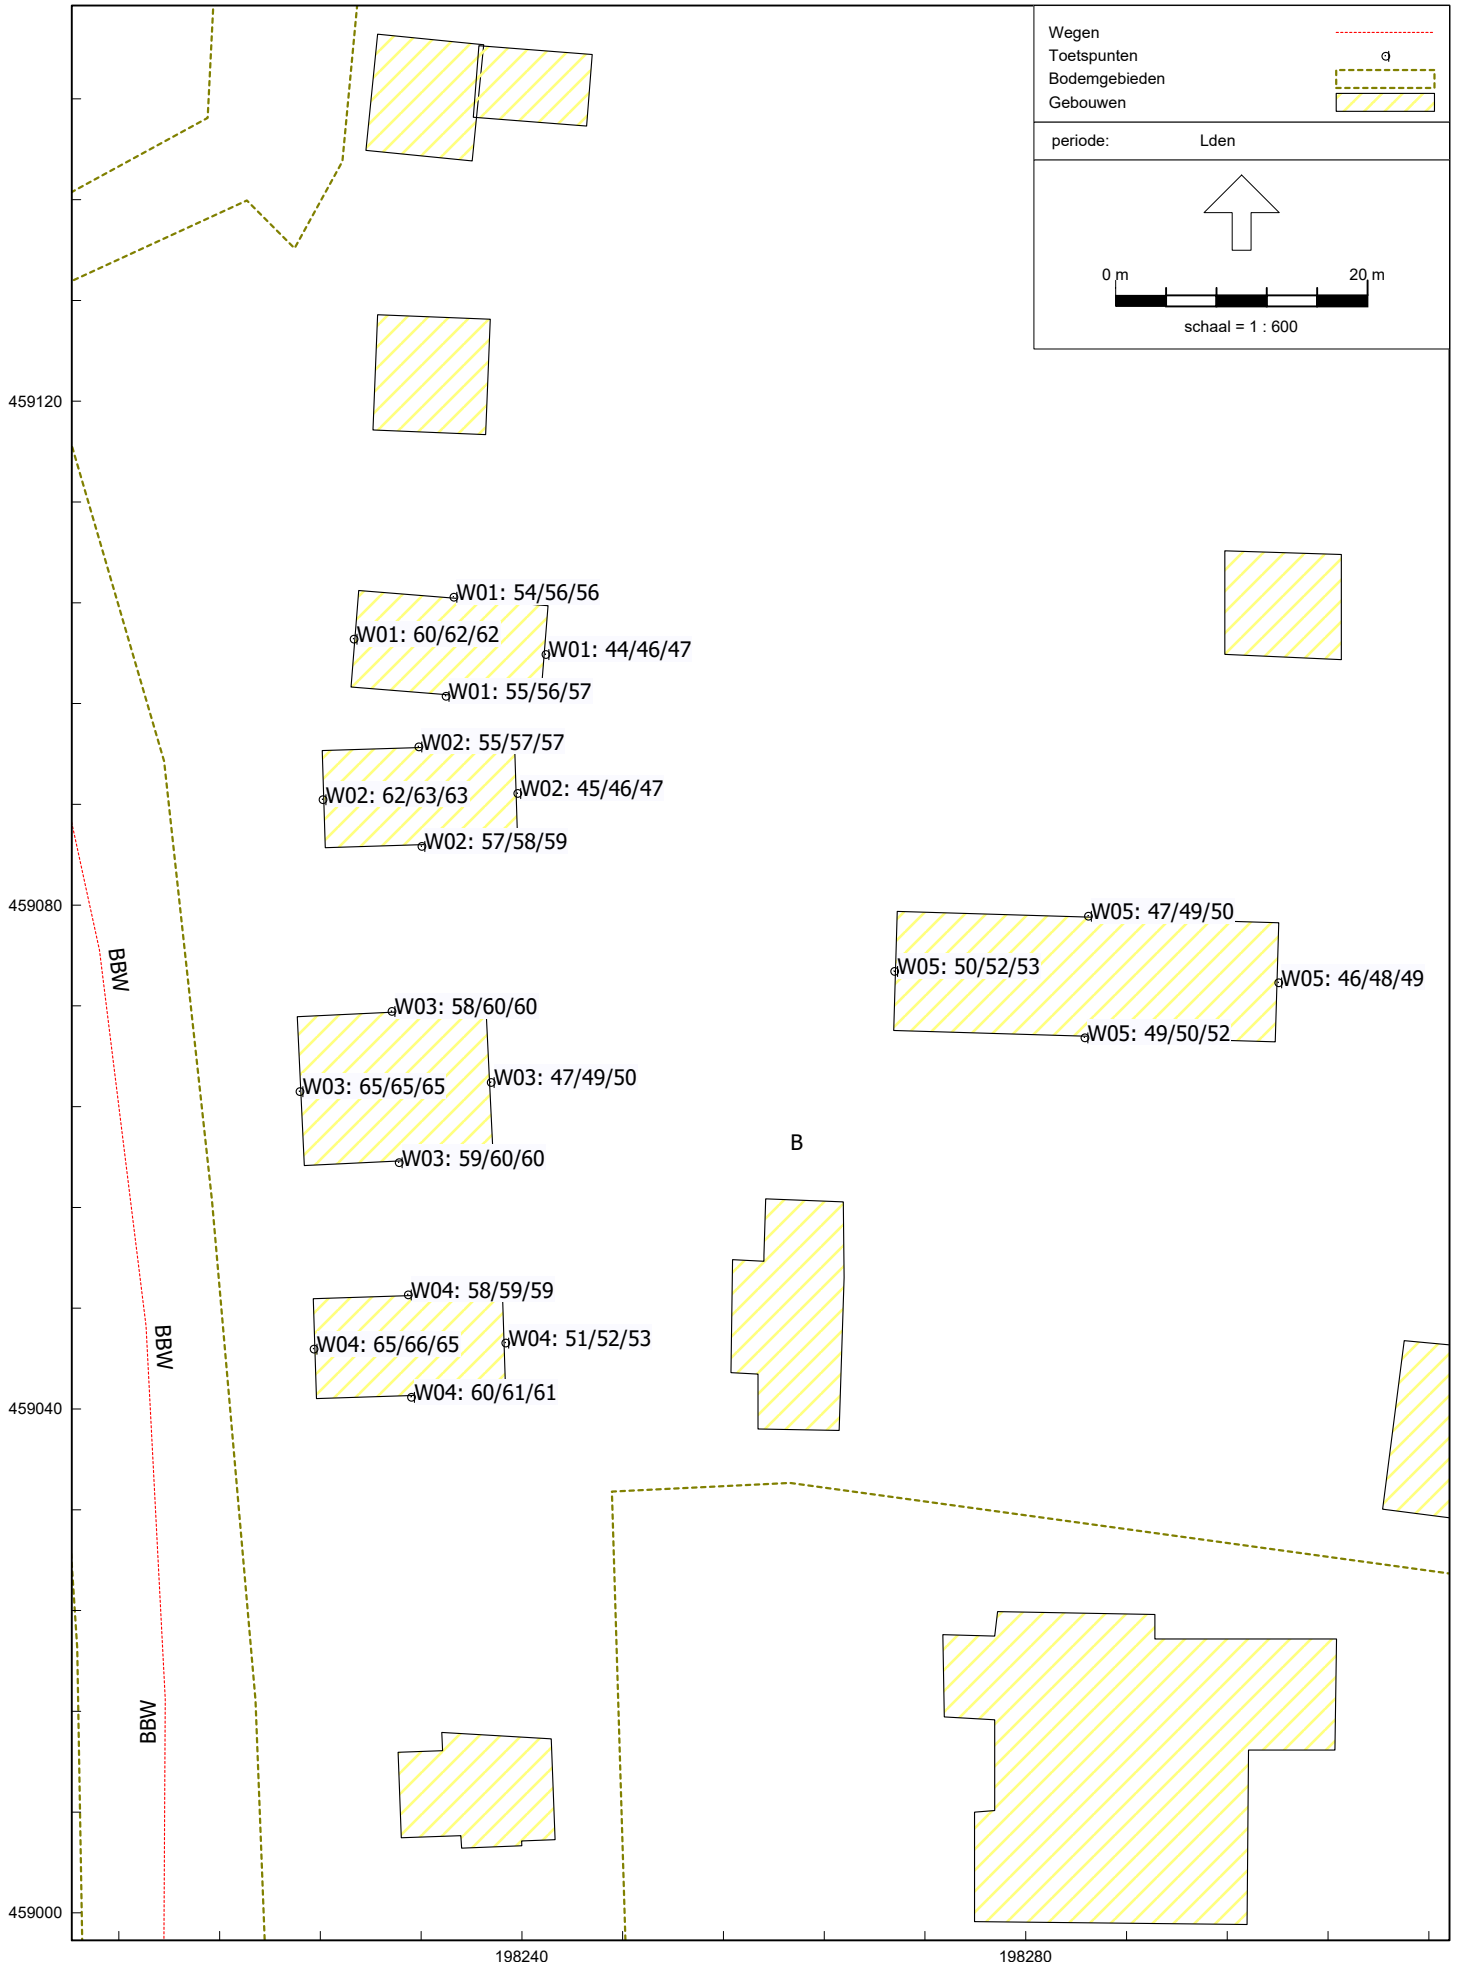 Wegen
Toetspunten
Bodemgebieden
Gebouwen
periode: Lden
0 m 20 m
schaal = 1 : 600
459120
W01: 54/56/56
W01: 60/62/62
W01: 44/46/47
W01: 55/56/57
W02: 55/57/57
W02: 62/63/63
W02: 45/46/47
W02: 57/58/59
459080
W05: 47/49/50
W05: 50/52/53
W05: 46/48/49
W05: 49/50/52
BBW
W03: 58/60/60
W03: 65/65/65
W03: 47/49/50
W03: 59/60/60
B
W04: 58/59/59
W04: 65/66/65
W04: 51/52/53
W04: 60/61/61
BBW
459040
BBW
459000
198240 198280